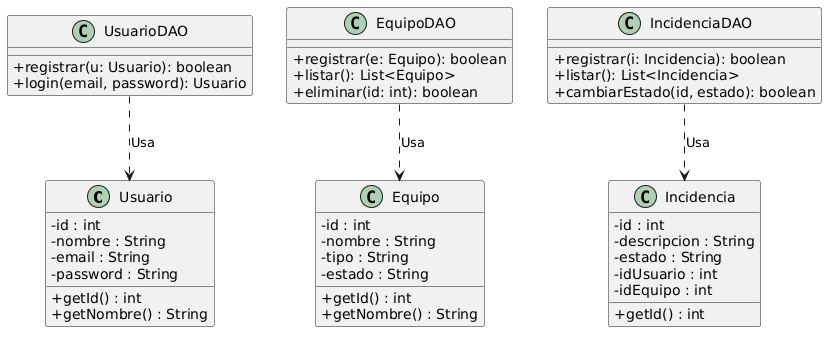 C UsuarioDAO
+registrar(u: Usuario): boolean
+login(email, password): Usuario
C EquipoDAO
+registrar(e: Equipo): boolean
+listar(): List<Equipo>
+eliminar(id: int): boolean
C IncidenciaDAO
+registrar(i: Incidencia): boolean
+listar(): List<Incidencia>
+cambiarEstado(id, estado): boolean
Usa
Usa
Usa
C Usuario
-id : int
-nombre : String
-email : String
-password : String
+getId() : int
+getNombre() : String
C Equipo
-id : int
-nombre : String
-tipo : String
-estado : String
+getId() : int
+getNombre() : String
C Incidencia
-id : int
-descripcion : String
-estado : String
-idUsuario : int
-idEquipo : int
+getId() : int